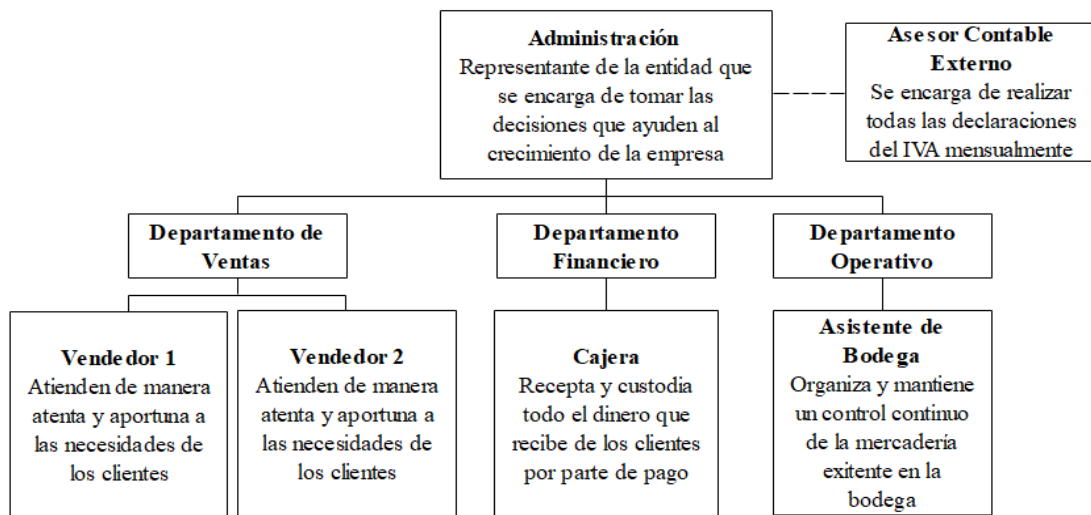 Administración
Representante de la entidad que
se encarga de tomar las
decisiones que ayuden al
crecimiento de la empresa
Asesor Contable
Externo
Se encarga de realizar
todas las declaraciones
del IVA mensualmente
Departamento de
Ventas
Departamento
Financiero
Departamento
Operativo
Vendedor 1
Atienden de manera
atenta y aportuna a
las necesidades de
los clientes
Vendedor 2
Atienden de manera
atenta y aportuna a
las necesidades de
los clientes
Cajera
Recepta y custodia
todo el dinero que
recibe de los clientes
por parte de pago
Asistente de
Bodega
Organiza y mantiene
un control continuo
de la mercadería
exitente en la
bodega